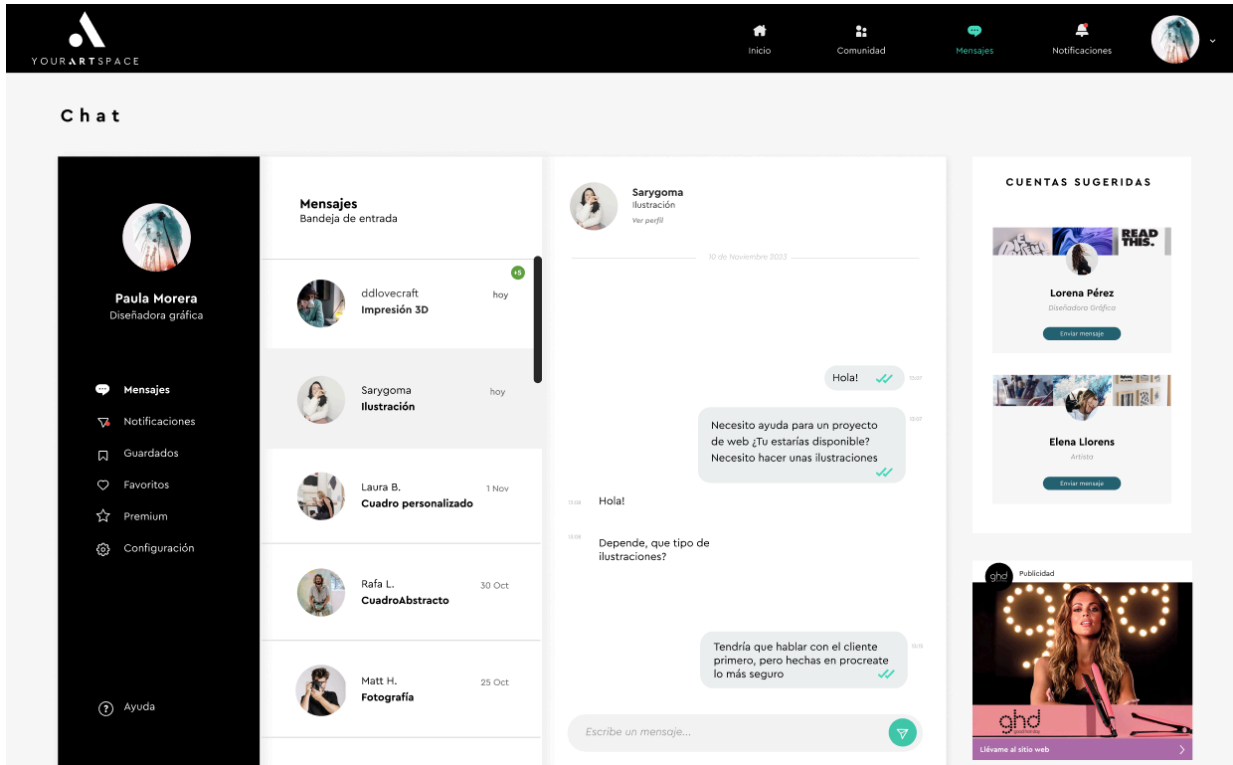 YOURARTSPACE
Inicio
Comunidad
Mensajes
Notificaciones
Chat
Paula Morera
Diseñadora gráfica
Mensajes
Notificaciones
Guardados
Favoritos
Premium
Configuración
Ayuda
Mensajes
Bandeja de entrada
+5
ddlovecraft
hoy
Impresión 3D
Sarygoma
hoy
Ilustración
Laura B.
1 Nov
Cuadro personalizado
Rafa L.
30 Oct
CuadroAbstracto
Matt H.
25 Oct
Fotografía
Sarygoma
Ilustración
Ver perfil
10 de Noviembre 2023
Hola!
Necesito ayuda para un proyecto
de web ¿Tu estarías disponible?
Necesito hacer unas ilustraciones
Hola!
Depende, que tipo de
ilustraciones?
Tendría que hablar con el cliente
primero, pero hechas en procreate
lo más seguro
Escribe un mensaje...
CUENTAS SUGERIDAS
READ
THIS.
Lorena Pérez
Diseñadora Gráfica
Enviar mensaje
Elena Llorens
Artista
Enviar mensaje
ghd
Publicidad
ghd
Llévame al sitio web